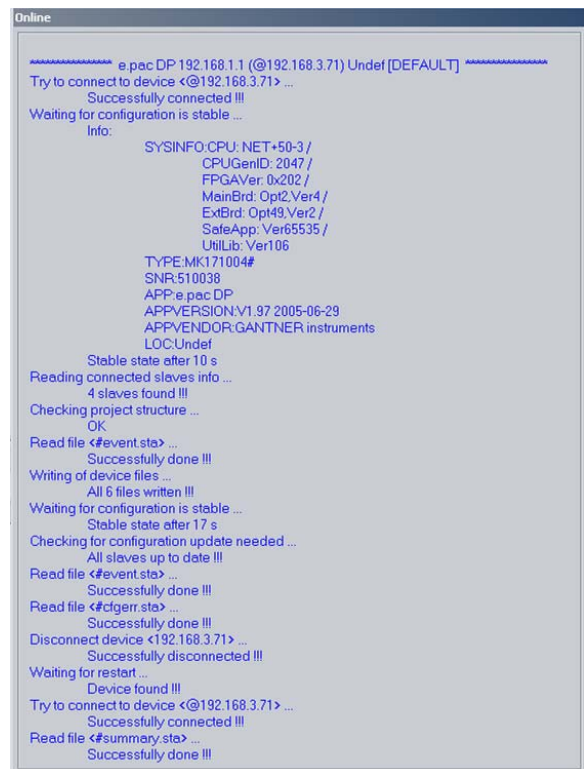 Online
**************** e.pac DP 192.168.1.1 (@192.168.3.71) Undef [DEFAULT] ****************
Try to connect to device <@192.168.3.71> ...
Successfully connected !!!
Waiting for configuration is stable ...
Info:
SYSINFO:CPU: NET+50-3 /
CPUGenID: 2047 /
FPGAVer: 0x202 /
MainBrd: Opt2,Ver4 /
ExtBrd: Opt49,Ver2 /
SafeApp: Ver65535 /
UtilLib: Ver106
TYPE:MK171004#
SNR:510038
APP:e.pac DP
APPVERSION:V1.97 2005-06-29
APPVENDOR:GANTNER instruments
LOC:Undef
Stable state after 10 s
Reading connected slaves info ...
4 slaves found !!!
Checking project structure ...
OK
Read file <#event.sta> ...
Successfully done !!!
Writing of device files ...
All 6 files written !!!
Waiting for configuration is stable ...
Stable state after 17 s
Checking for configuration update needed ...
All slaves up to date !!!
Read file <#event.sta> ...
Successfully done !!!
Read file <#cfgerr.sta> ...
Successfully done !!!
Disconnect device <192.168.3.71> ...
Successfully disconnected !!!
Waiting for restart ...
Device found !!!
Try to connect to device <@192.168.3.71> ...
Successfully connected !!!
Read file <#summary.sta> ...
Successfully done !!!